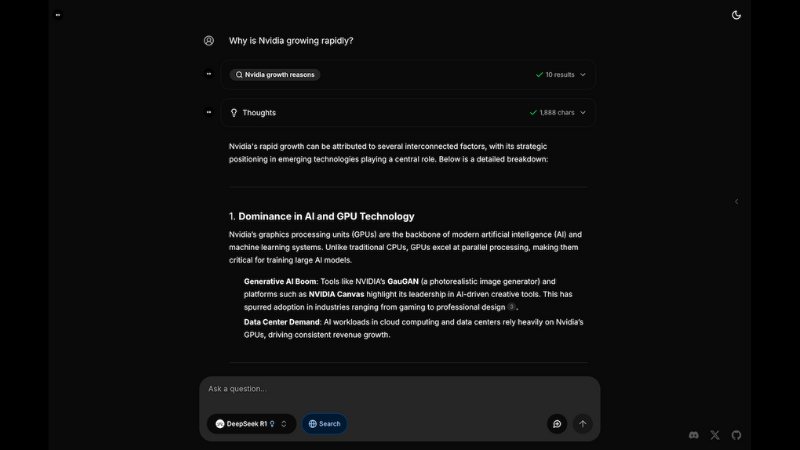 Why is Nvidia growing rapidly?
Nvidia growth reasons
10 results
Thoughts
1,888 chars
Nvidia's rapid growth can be attributed to several interconnected factors, with its strategic
positioning in emerging technologies playing a central role. Below is a detailed breakdown:
1. Dominance in AI and GPU Technology
Nvidia's graphics processing units (GPUs) are the backbone of modern artificial intelligence (AI) and
machine learning systems. Unlike traditional CPUs, GPUs excel at parallel processing, making them
critical for training large AI models.
Generative AI Boom: Tools like NVIDIA's GauGAN (a photorealistic image generator) and
platforms such as NVIDIA Canvas highlight its leadership in AI-driven creative tools. This has
spurred adoption in industries ranging from gaming to professional design.
Data Center Demand: AI workloads in cloud computing and data centers rely heavily on Nvidia's
GPUs, driving consistent revenue growth.
Ask a question...
DeepSeek R1
Search